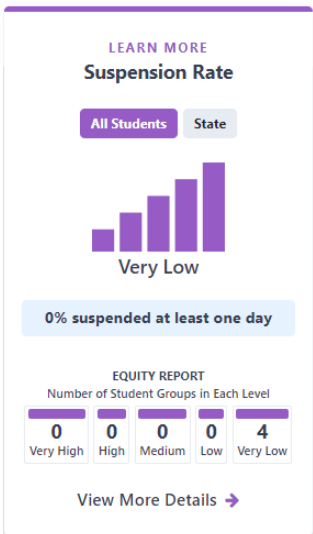 LEARN MORE
Suspension Rate
All Students State
Very Low
0% suspended at least one day
EQUITY REPORT
Number of Student Groups in Each Level
0 0 0 0 4
Very High High Medium Low Very Low
View More Details